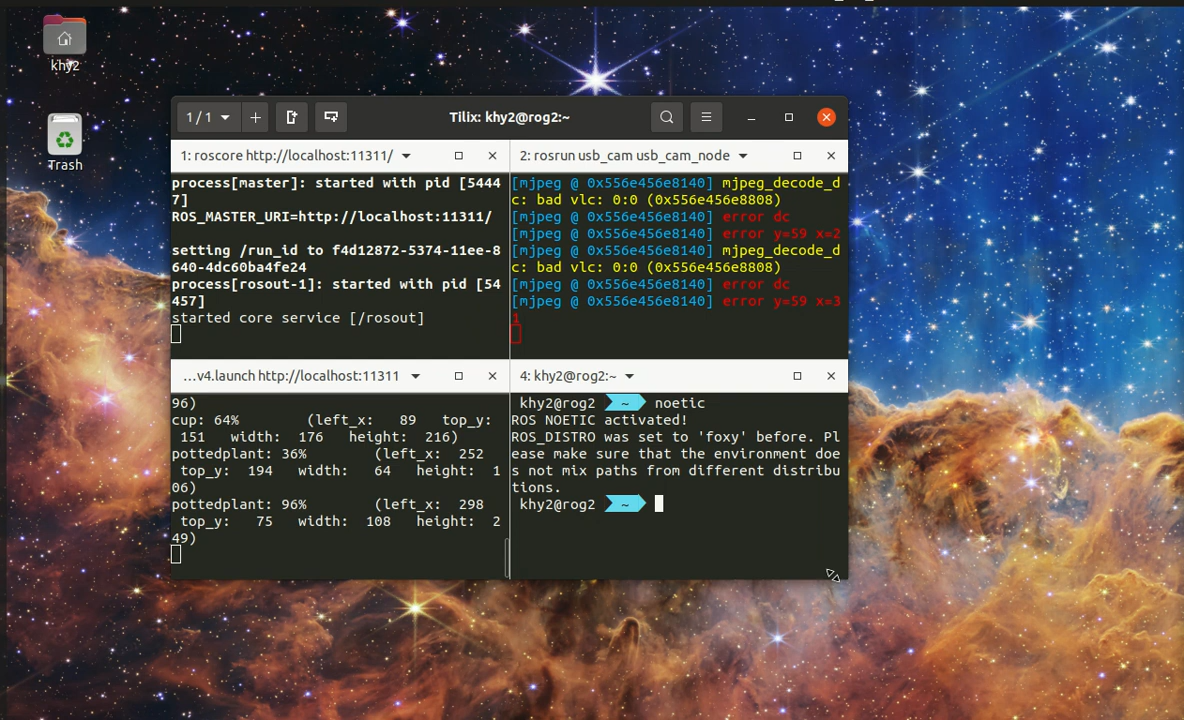 khy2
Trash
1 / 1
Tilix: khy2@rog2:~
1: roscore http://localhost:11311/
process[master]: started with pid [5444
7]
ROS_MASTER_URI=http://localhost:11311/
setting /run_id to f4d12872-5374-11ee-8
640-4dc60ba4fe24
process[rosout-1]: started with pid [54
457]
started core service [/rosout]
2: rosrun usb_cam usb_cam_node
[mjpeg @ 0x556e456e8140] mjpeg_decode_d
c: bad vlc: 0:0 (0x556e456e8808)
[mjpeg @ 0x556e456e8140] error dc
[mjpeg @ 0x556e456e8140] error y=59 x=2
[mjpeg @ 0x556e456e8140] mjpeg_decode_d
c: bad vlc: 0:0 (0x556e456e8808)
[mjpeg @ 0x556e456e8140] error dc
[mjpeg @ 0x556e456e8140] error y=59 x=3
1
...v4.launch http://localhost:11311
96)
cup: 64% (left_x: 89 top_y:
151 width: 176 height: 216)
pottedplant: 36% (left_x: 252
top_y: 194 width: 64 height: 1
06)
pottedplant: 96% (left_x: 298
top_y: 75 width: 108 height: 2
49)
4: khy2@rog2:~
khy2@rog2 ~ noetic
ROS NOETIC activated!
ROS_DISTRO was set to 'foxy' before. Pl
ease make sure that the environment doe
s not mix paths from different distribu
tions.
khy2@rog2 ~